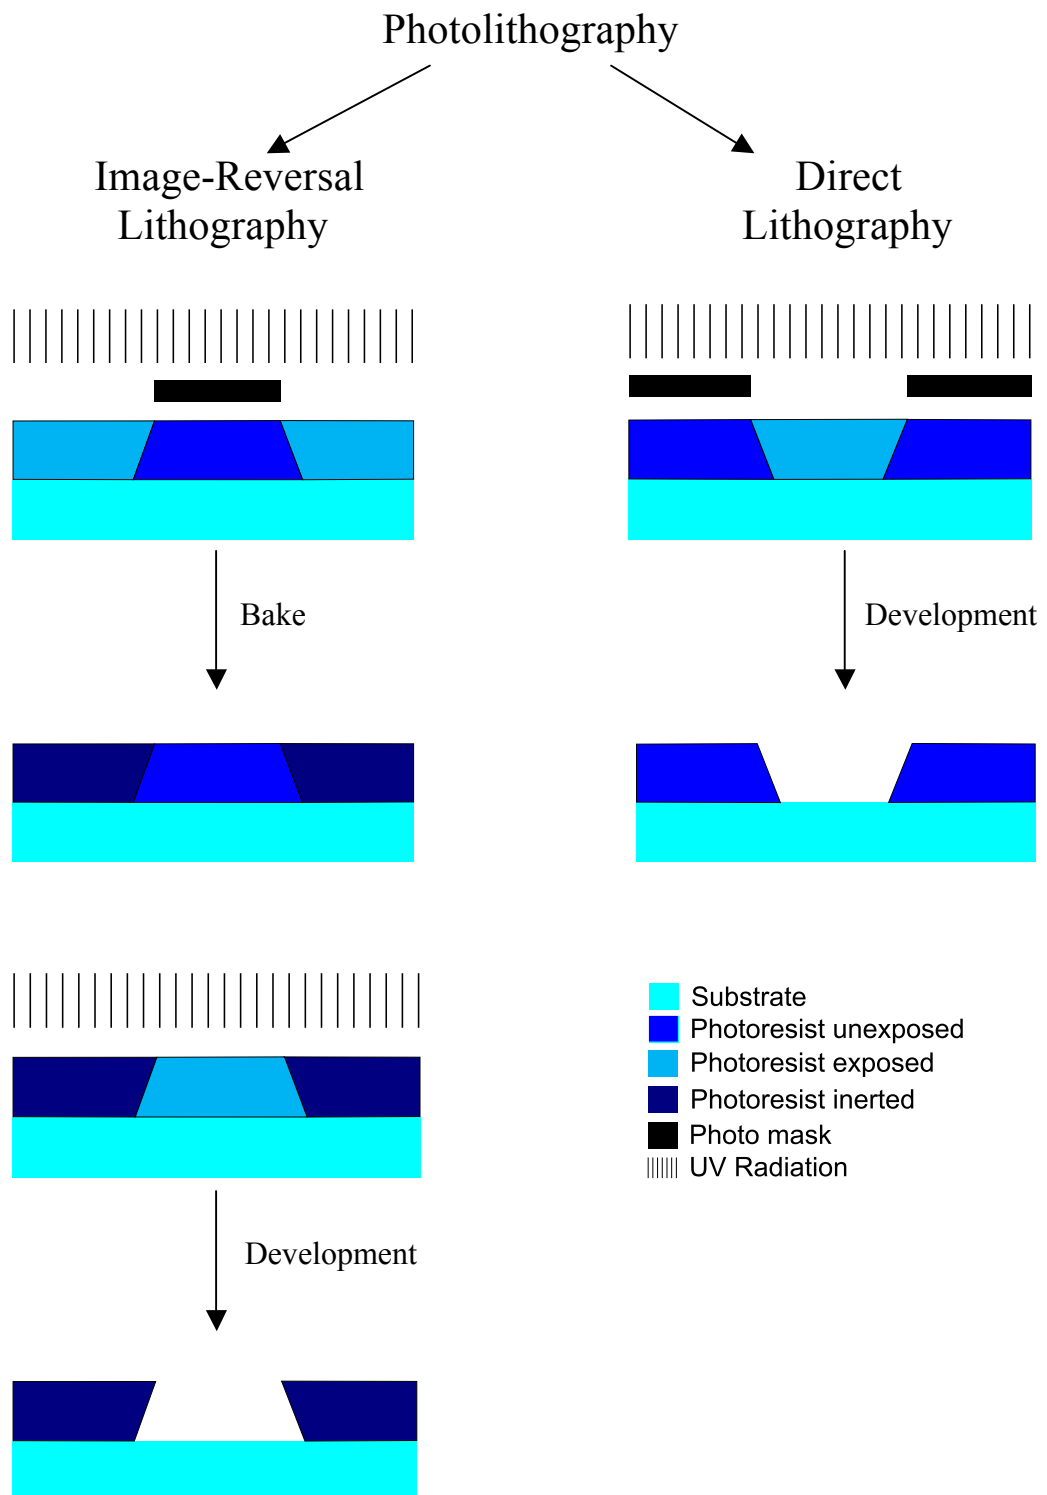 Photolithography
Image-Reversal
Lithography
Direct
Lithography
Bake
Development
Substrate
Photoresist unexposed
Photoresist exposed
Photoresist inerted
Photo mask
UV Radiation
Development